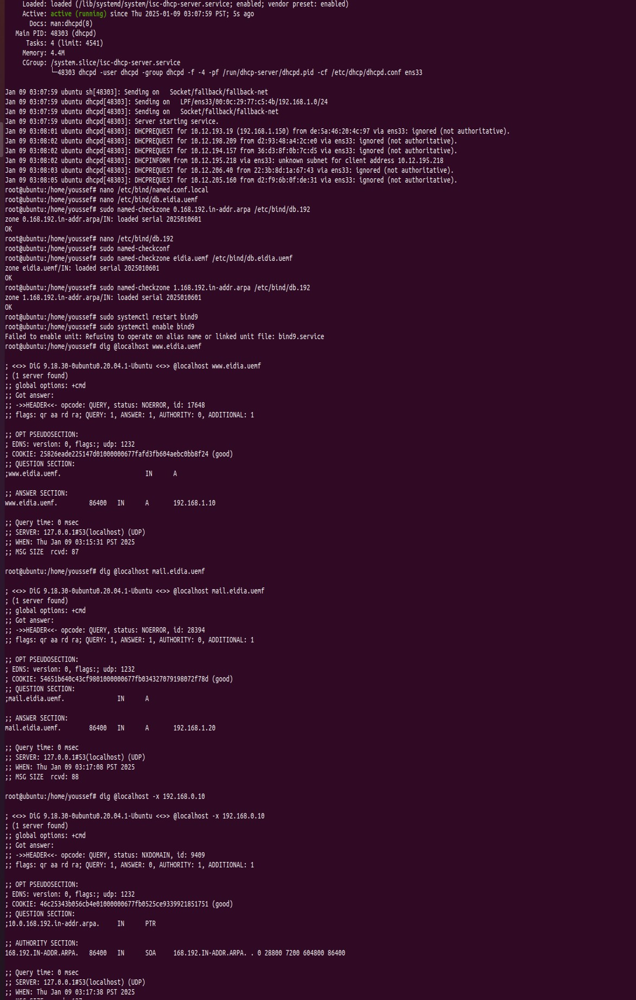 Loaded: loaded (/lib/systemd/system/isc-dhcp-server.service; enabled; vendor preset: enabled)
Active: active (running) since Thu 2025-01-09 03:07:59 PST; 5s ago
Docs: man:dhcpd(8)
Main PID: 48303 (dhcpd)
Tasks: 4 (limit: 4541)
Memory: 4.4M
CGroup: /system.slice/isc-dhcp-server.service
└─48303 dhcpd -user dhcpd -group dhcpd -f -4 -pf /run/dhcp-server/dhcpd.pid -cf /etc/dhcp/dhcpd.conf ens33
Jan 09 03:07:59 ubuntu sh[48303]: Sending on   Socket/fallback/fallback-net
Jan 09 03:07:59 ubuntu dhcpd[48303]: Sending on   LPF/ens33/00:0c:29:77:c5:4b/192.168.1.0/24
Jan 09 03:07:59 ubuntu dhcpd[48303]: Sending on   Socket/fallback/fallback-net
Jan 09 03:07:59 ubuntu dhcpd[48303]: Server starting service.
Jan 09 03:08:01 ubuntu dhcpd[48303]: DHCPREQUEST for 10.12.193.19 (192.168.1.150) from de:5a:46:20:4c:97 via ens33: ignored (not authoritative).
Jan 09 03:08:02 ubuntu dhcpd[48303]: DHCPREQUEST for 10.12.198.209 from d2:93:48:a4:2c:e0 via ens33: ignored (not authoritative).
Jan 09 03:08:02 ubuntu dhcpd[48303]: DHCPREQUEST for 10.12.194.157 from 36:d3:8f:0b:7c:d5 via ens33: ignored (not authoritative).
Jan 09 03:08:02 ubuntu dhcpd[48303]: DHCPINFORM from 10.12.195.218 via ens33: unknown subnet for client address 10.12.195.218
Jan 09 03:08:03 ubuntu dhcpd[48303]: DHCPREQUEST for 10.12.206.40 from 22:3b:8d:1a:67:43 via ens33: ignored (not authoritative).
Jan 09 03:08:05 ubuntu dhcpd[48303]: DHCPREQUEST for 10.12.205.160 from d2:f9:6b:0f:de:31 via ens33: ignored (not authoritative).
root@ubuntu:/home/youssef# nano /etc/bind/named.conf.local
root@ubuntu:/home/youssef# nano /etc/bind/db.eidia.uemf
root@ubuntu:/home/youssef# sudo named-checkzone 0.168.192.in-addr.arpa /etc/bind/db.192
zone 0.168.192.in-addr.arpa/IN: loaded serial 2025010601
OK
root@ubuntu:/home/youssef# nano /etc/bind/db.192
root@ubuntu:/home/youssef# sudo named-checkconf
root@ubuntu:/home/youssef# sudo named-checkzone eidia.uemf /etc/bind/db.eidia.uemf
zone eidia.uemf/IN: loaded serial 2025010601
OK
root@ubuntu:/home/youssef# sudo named-checkzone 1.168.192.in-addr.arpa /etc/bind/db.192
zone 1.168.192.in-addr.arpa/IN: loaded serial 2025010601
OK
root@ubuntu:/home/youssef# sudo systemctl restart bind9
root@ubuntu:/home/youssef# sudo systemctl enable bind9
Failed to enable unit: Refusing to operate on alias name or linked unit file: bind9.service
root@ubuntu:/home/youssef# dig @localhost www.eidia.uemf
; <<>> DiG 9.18.30-0ubuntu0.20.04.1-Ubuntu <<>> @localhost www.eidia.uemf
; (1 server found)
;; global options: +cmd
;; Got answer:
;; ->>HEADER<<- opcode: QUERY, status: NOERROR, id: 17648
;; flags: qr aa rd ra; QUERY: 1, ANSWER: 1, AUTHORITY: 0, ADDITIONAL: 1
;; OPT PSEUDOSECTION:
; EDNS: version: 0, flags:; udp: 1232
; COOKIE: 25826eade225147d01000000677fafd3fb604aebc0bb8f24 (good)
;; QUESTION SECTION:
;www.eidia.uemf. IN A
;; ANSWER SECTION:
www.eidia.uemf. 86400 IN A 192.168.1.10
;; Query time: 0 msec
;; SERVER: 127.0.0.1#53(localhost) (UDP)
;; WHEN: Thu Jan 09 03:15:31 PST 2025
;; MSG SIZE  rcvd: 87
root@ubuntu:/home/youssef# dig @localhost mail.eidia.uemf
; <<>> DiG 9.18.30-0ubuntu0.20.04.1-Ubuntu <<>> @localhost mail.eidia.uemf
; (1 server found)
;; global options: +cmd
;; Got answer:
;; ->>HEADER<<- opcode: QUERY, status: NOERROR, id: 28394
;; flags: qr aa rd ra; QUERY: 1, ANSWER: 1, AUTHORITY: 0, ADDITIONAL: 1
;; OPT PSEUDOSECTION:
; EDNS: version: 0, flags:; udp: 1232
; COOKIE: 54651b640c43cf9801000000677fb034327079198072f78d (good)
;; QUESTION SECTION:
;mail.eidia.uemf. IN A
;; ANSWER SECTION:
mail.eidia.uemf. 86400 IN A 192.168.1.20
;; Query time: 0 msec
;; SERVER: 127.0.0.1#53(localhost) (UDP)
;; WHEN: Thu Jan 09 03:17:08 PST 2025
;; MSG SIZE  rcvd: 88
root@ubuntu:/home/youssef# dig @localhost -x 192.168.0.10
; <<>> DiG 9.18.30-0ubuntu0.20.04.1-Ubuntu <<>> @localhost -x 192.168.0.10
; (1 server found)
;; global options: +cmd
;; Got answer:
;; ->>HEADER<<- opcode: QUERY, status: NXDOMAIN, id: 9409
;; flags: qr aa rd ra; QUERY: 1, ANSWER: 0, AUTHORITY: 1, ADDITIONAL: 1
;; OPT PSEUDOSECTION:
; EDNS: version: 0, flags:; udp: 1232
; COOKIE: 46c25343b056cb4e01000000677fb0525ce9339921851751 (good)
;; QUESTION SECTION:
;10.0.168.192.in-addr.arpa. IN PTR
;; AUTHORITY SECTION:
168.192.IN-ADDR.ARPA. 86400 IN SOA 168.192.IN-ADDR.ARPA. . 0 28800 7200 604800 86400
;; Query time: 0 msec
;; SERVER: 127.0.0.1#53(localhost) (UDP)
;; WHEN: Thu Jan 09 03:17:38 PST 2025